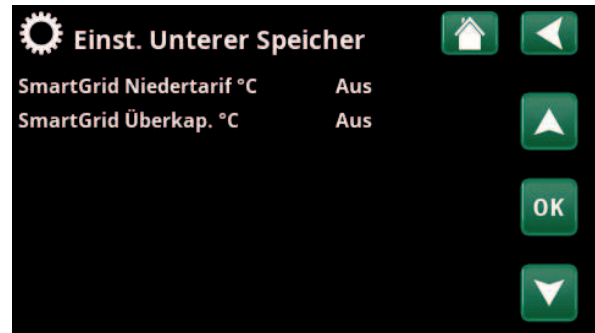 Einst. Unterer Speicher
SmartGrid Niedertarif °C Aus
SmartGrid Überkap. °C Aus
OK